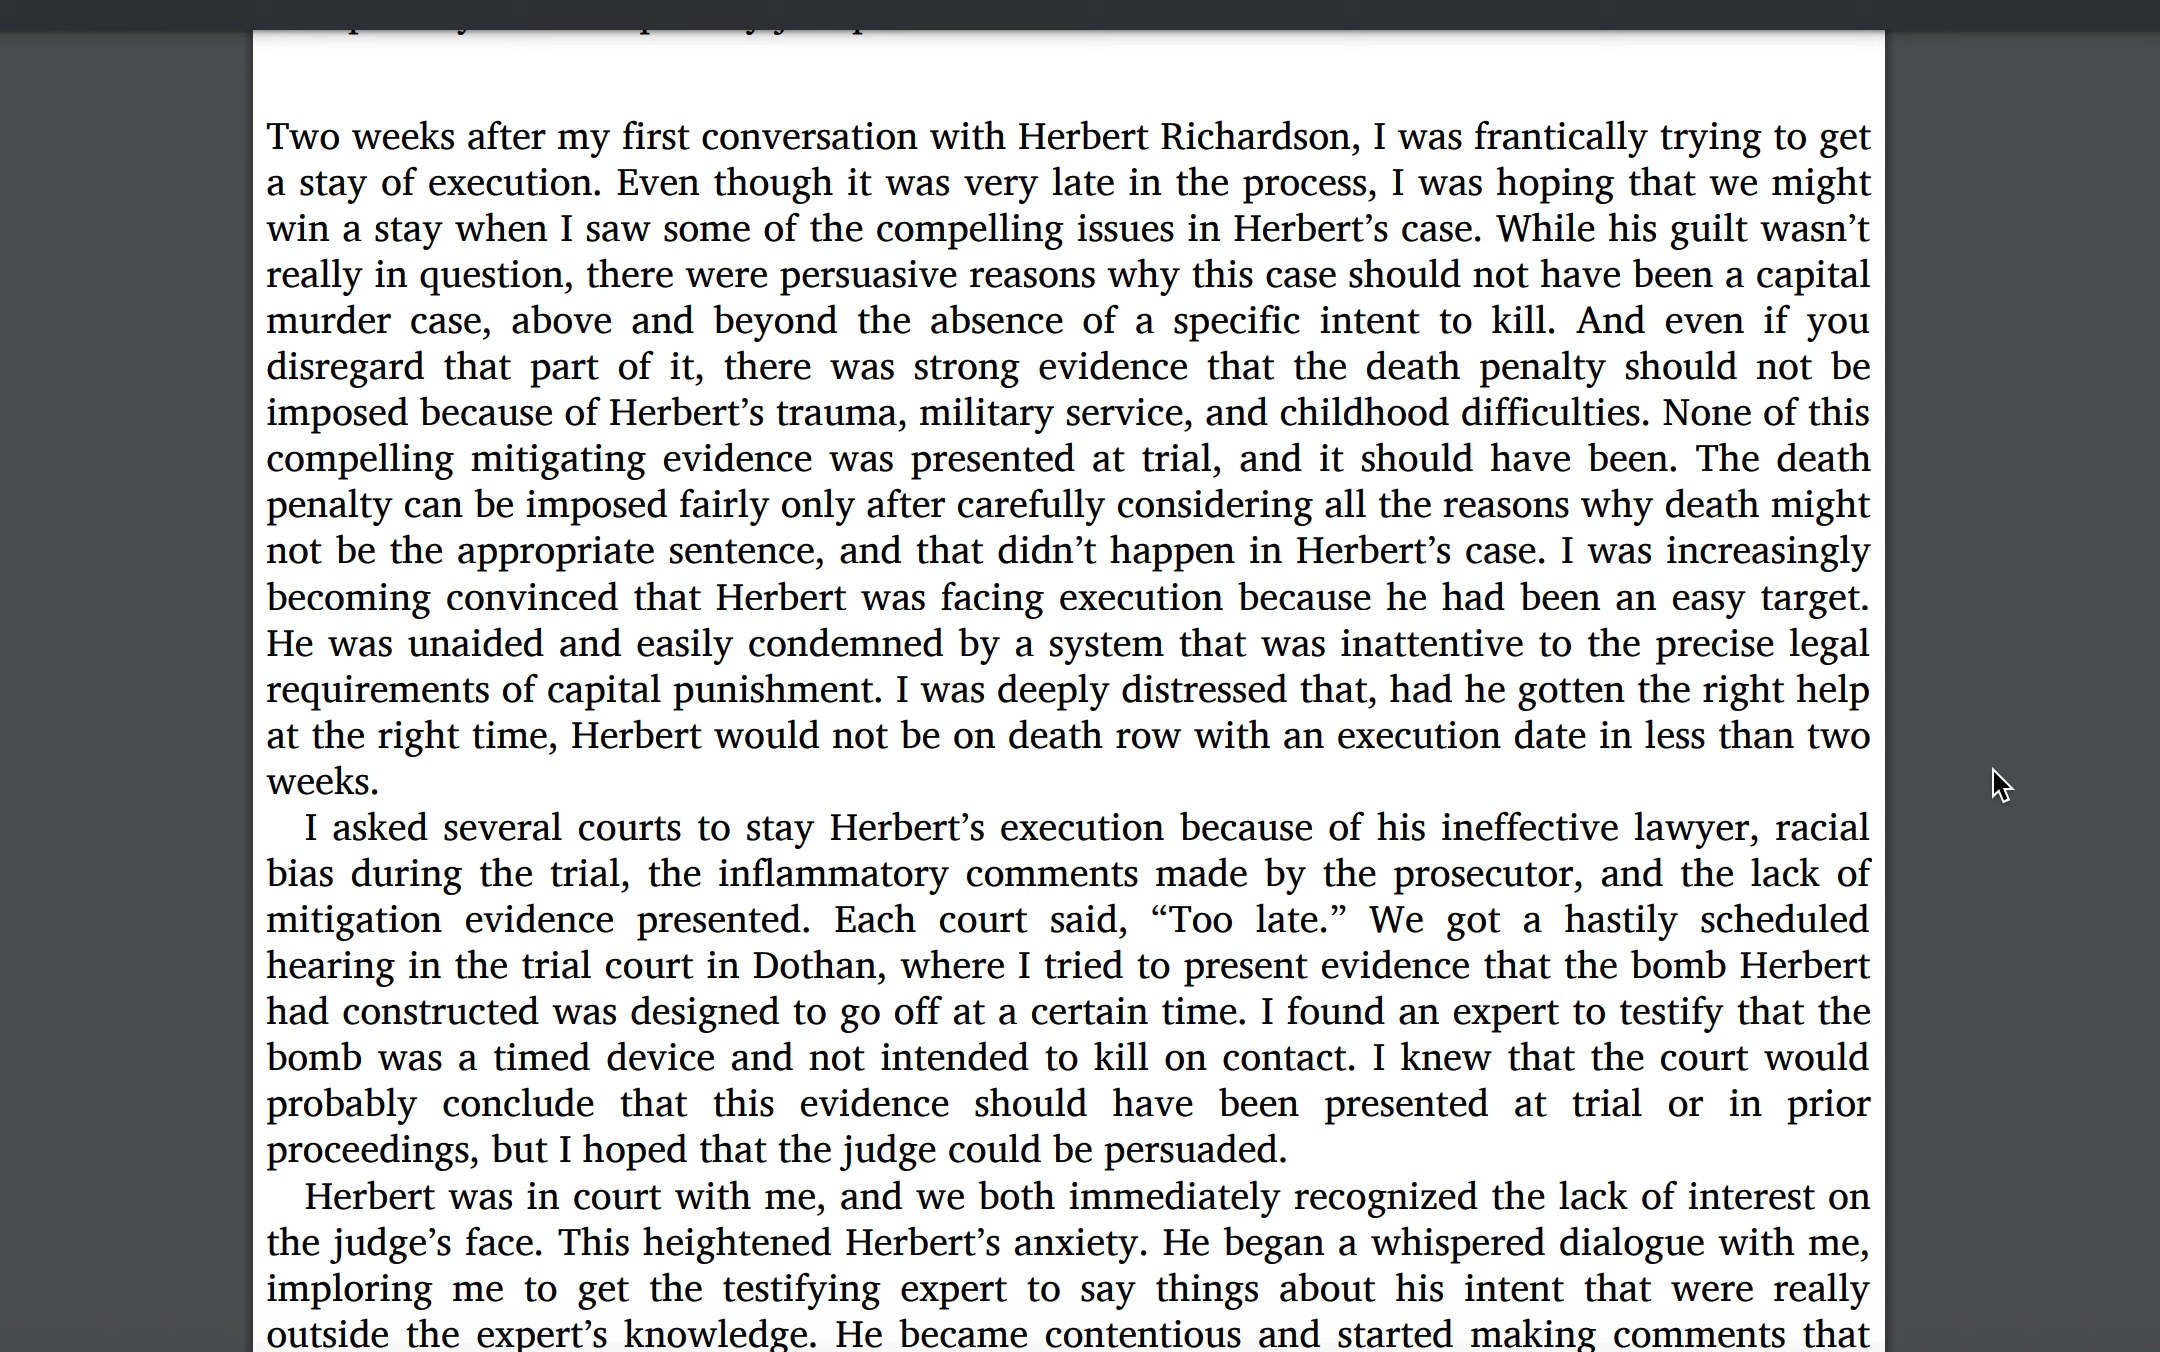 Two weeks after my first conversation with Herbert Richardson, I was frantically trying to get
a stay of execution. Even though it was very late in the process, I was hoping that we might
win a stay when I saw some of the compelling issues in Herbert’s case. While his guilt wasn’t
really in question, there were persuasive reasons why this case should not have been a capital
murder case, above and beyond the absence of a specific intent to kill. And even if you
disregard that part of it, there was strong evidence that the death penalty should not be
imposed because of Herbert’s trauma, military service, and childhood difficulties. None of this
compelling mitigating evidence was presented at trial, and it should have been. The death
penalty can be imposed fairly only after carefully considering all the reasons why death might
not be the appropriate sentence, and that didn’t happen in Herbert’s case. I was increasingly
becoming convinced that Herbert was facing execution because he had been an easy target.
He was unaided and easily condemned by a system that was inattentive to the precise legal
requirements of capital punishment. I was deeply distressed that, had he gotten the right help
at the right time, Herbert would not be on death row with an execution date in less than two
weeks.
I asked several courts to stay Herbert’s execution because of his ineffective lawyer, racial
bias during the trial, the inflammatory comments made by the prosecutor, and the lack of
mitigation evidence presented. Each court said, “Too late.” We got a hastily scheduled
hearing in the trial court in Dothan, where I tried to present evidence that the bomb Herbert
had constructed was designed to go off at a certain time. I found an expert to testify that the
bomb was a timed device and not intended to kill on contact. I knew that the court would
probably conclude that this evidence should have been presented at trial or in prior
proceedings, but I hoped that the judge could be persuaded.
Herbert was in court with me, and we both immediately recognized the lack of interest on
the judge’s face. This heightened Herbert’s anxiety. He began a whispered dialogue with me,
imploring me to get the testifying expert to say things about his intent that were really
outside the expert’s knowledge. He became contentious and started making comments that